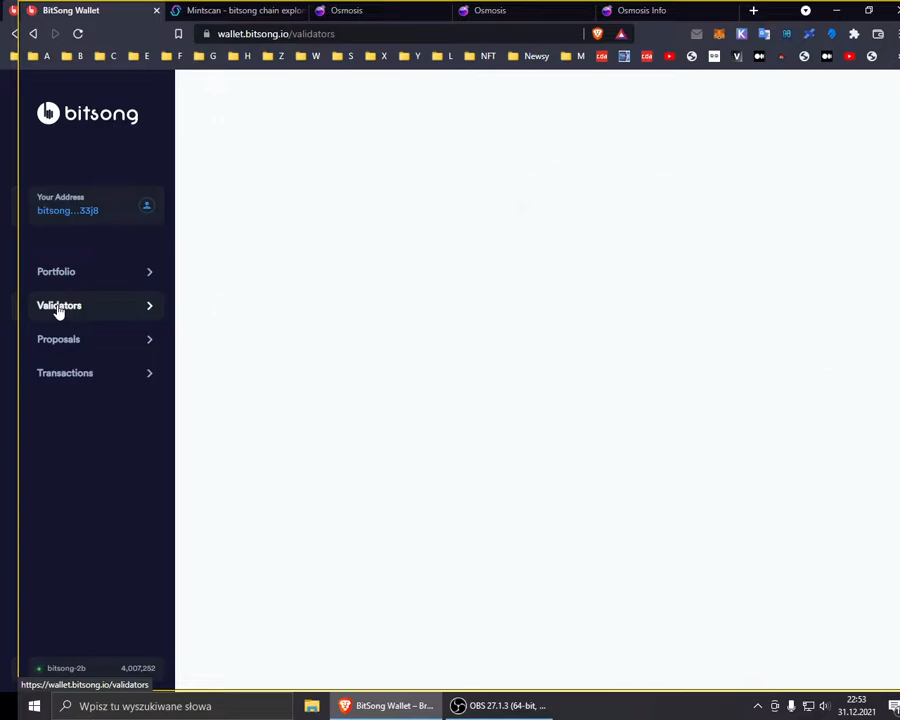 BitSong Wallet
Mintscan - bitsong chain explo
Osmosis
Osmosis
Osmosis Info
wallet.bitsong.io/validators
A
B
C
E
F
G
H
Z
W
S
X
Y
L
NFT
Newsy
M
bitsong
Your Address
bitsong...33j8
Portfolio
Validators
Proposals
Transactions
bitsong-2b
4,007,252
https://wallet.bitsong.io/validators
Wpisz tu wyszukiwane słowa
BitSong Wallet – Br...
OBS 27.1.3 (64-bit, ...
22:53
31.12.2021